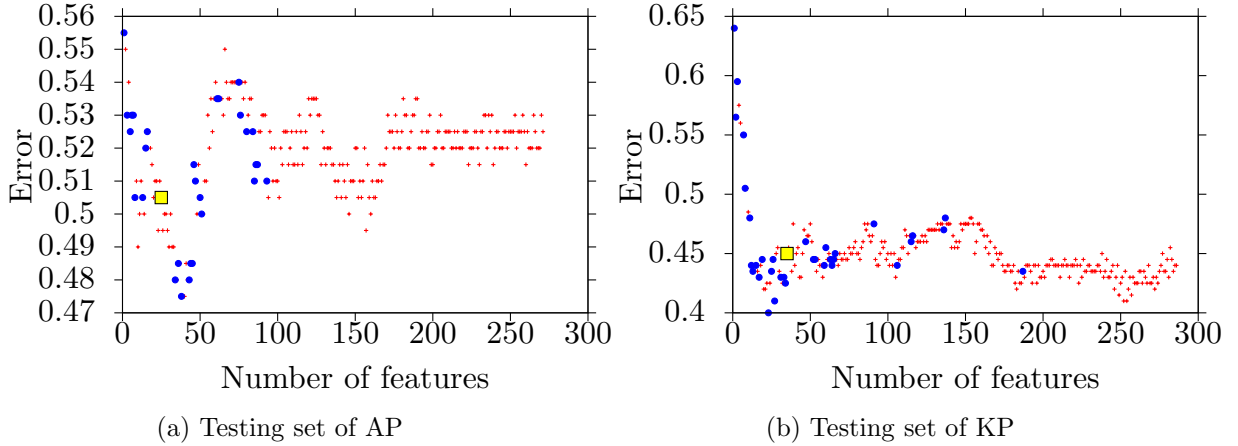 0.56
0.55
0.54
0.53
0.52
0.51
0.5
0.49
0.48
0.47
Error
0 50 100 150 200 250 300
Number of features
(a) Testing set of AP
0.65
0.6
0.55
0.5
0.45
0.4
Error
0 50 100 150 200 250 300
Number of features
(b) Testing set of KP